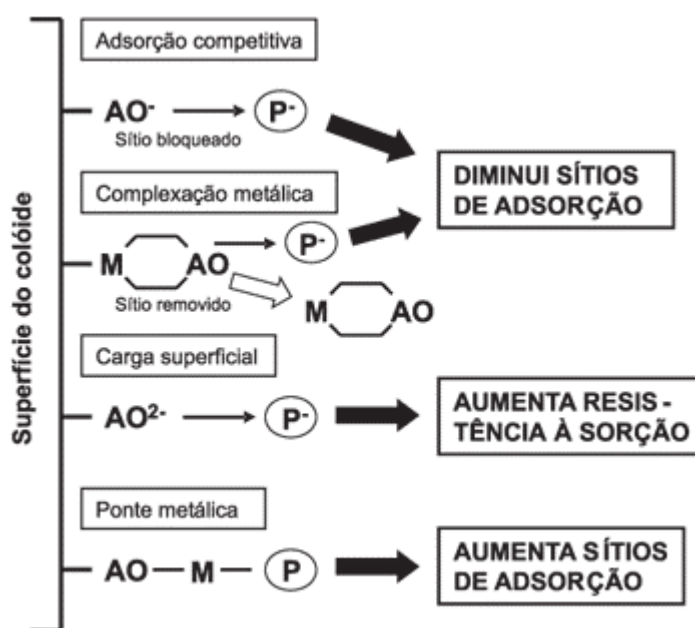 Superfície do colóide
Adsorção competitiva
AO⁻ P⁻
Sítio bloqueado
Complexação metálica
M AO P⁻
Sítio removido
M AO
DIMINUI SÍTIOS
DE ADSORÇÃO
Carga superficial
AO²⁻ P⁻
AUMENTA RESIS -
TÊNCIA À SORÇÃO
Ponte metálica
AO — M — P
AUMENTA SÍTIOS
DE ADSORÇÃO